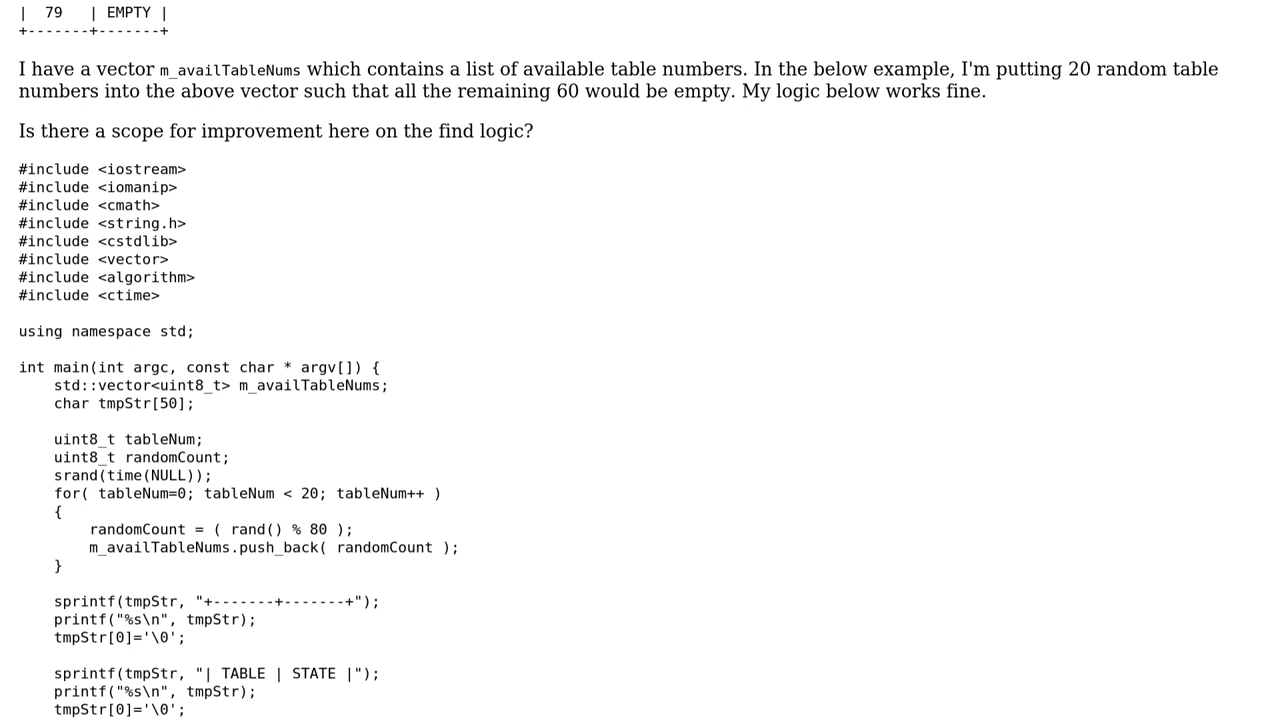 |  79   | EMPTY |
+-------+-------+
I have a vector m_availTableNums which contains a list of available table numbers. In the below example, I'm putting 20 random table
numbers into the above vector such that all the remaining 60 would be empty. My logic below works fine.
Is there a scope for improvement here on the find logic?
#include <iostream>
#include <iomanip>
#include <cmath>
#include <string.h>
#include <cstdlib>
#include <vector>
#include <algorithm>
#include <ctime>
using namespace std;
int main(int argc, const char * argv[]) {
    std::vector<uint8_t> m_availTableNums;
    char tmpStr[50];
    uint8_t tableNum;
    uint8_t randomCount;
    srand(time(NULL));
    for( tableNum=0; tableNum < 20; tableNum++ )
    {
        randomCount = ( rand() % 80 );
        m_availTableNums.push_back( randomCount );
    }
    sprintf(tmpStr, "+-------+-------+");
    printf("%s\n", tmpStr);
    tmpStr[0]='\0';
    sprintf(tmpStr, "| TABLE | STATE |");
    printf("%s\n", tmpStr);
    tmpStr[0]='\0';